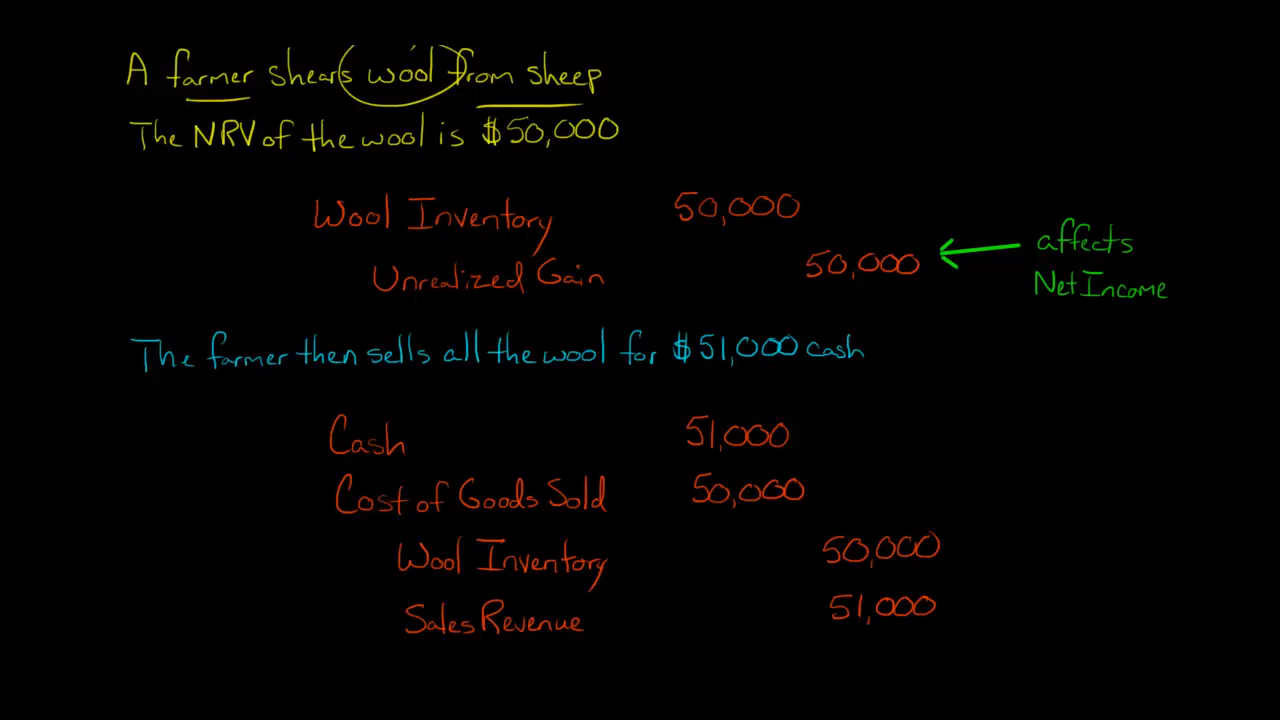 A farmer shears wool from sheep
The NRV of the wool is $50,000
Wool Inventory 50,000
Unrealized Gain 50,000
affects
Net Income
The farmer then sells all the wool for $51,000 cash
Cash 51,000
Cost of Goods Sold 50,000
Wool Inventory 50,000
Sales Revenue 51,000